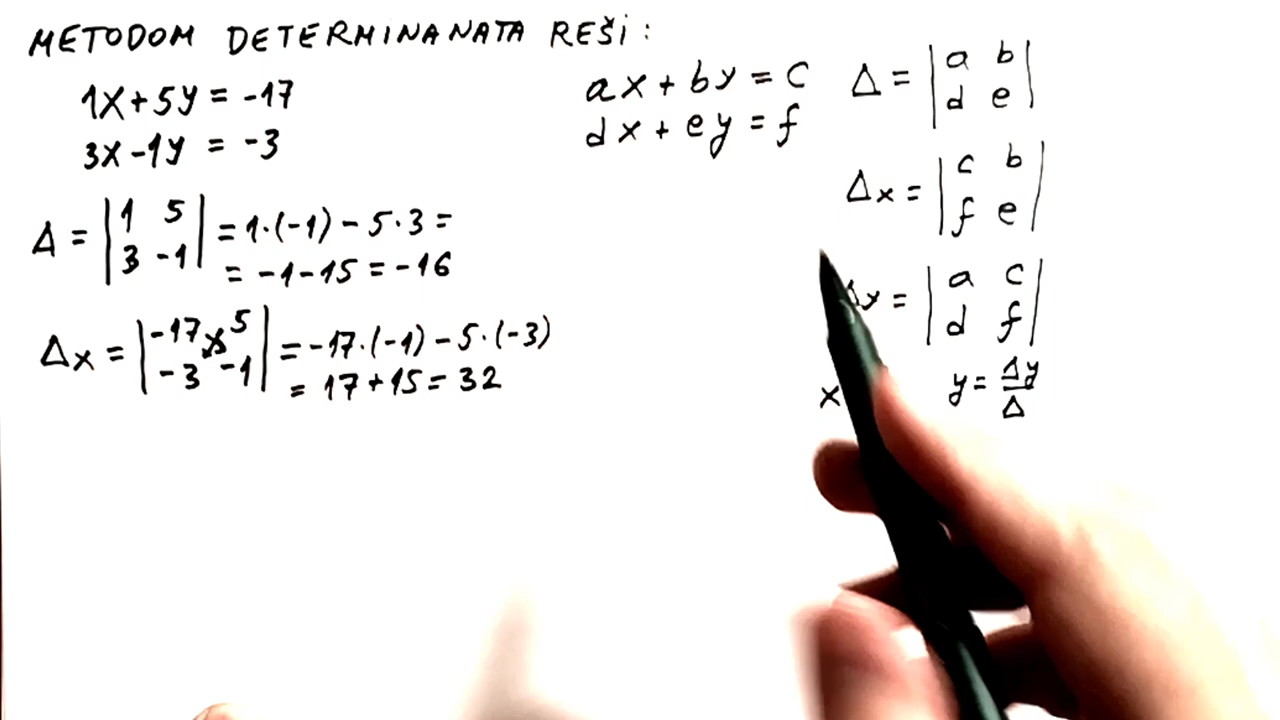 METODOM DETERMINANATA REŠI:
1x+5y = -17
3x-1y = -3
Δ = |1 5| = 1·(-1) - 5·3 =
|3 -1|
= -1-15 = -16
Δx = |-17 5| = -17·(-1) - 5·(-3)
|-3 -1|
= 17+15 = 32
ax + by = c
dx + ey = f
Δ = |a b|
|d e|
Δx = |c b|
|f e|
Δy = |a c|
|d f|
x
y = Δy
Δ